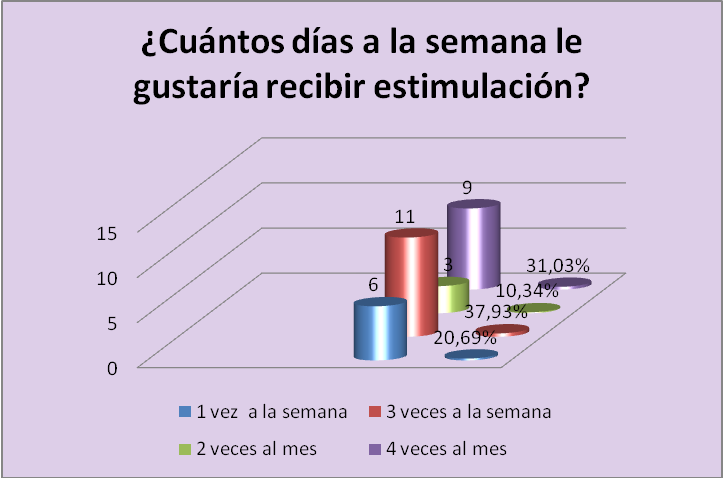 ¿Cuántos días a la semana le
gustaría recibir estimulación?
9
11
3
6
31,03%
10,34%
37,93%
20,69%
15
10
5
0
1 vez  a la semana
3 veces a la semana
2 veces al mes
4 veces al mes